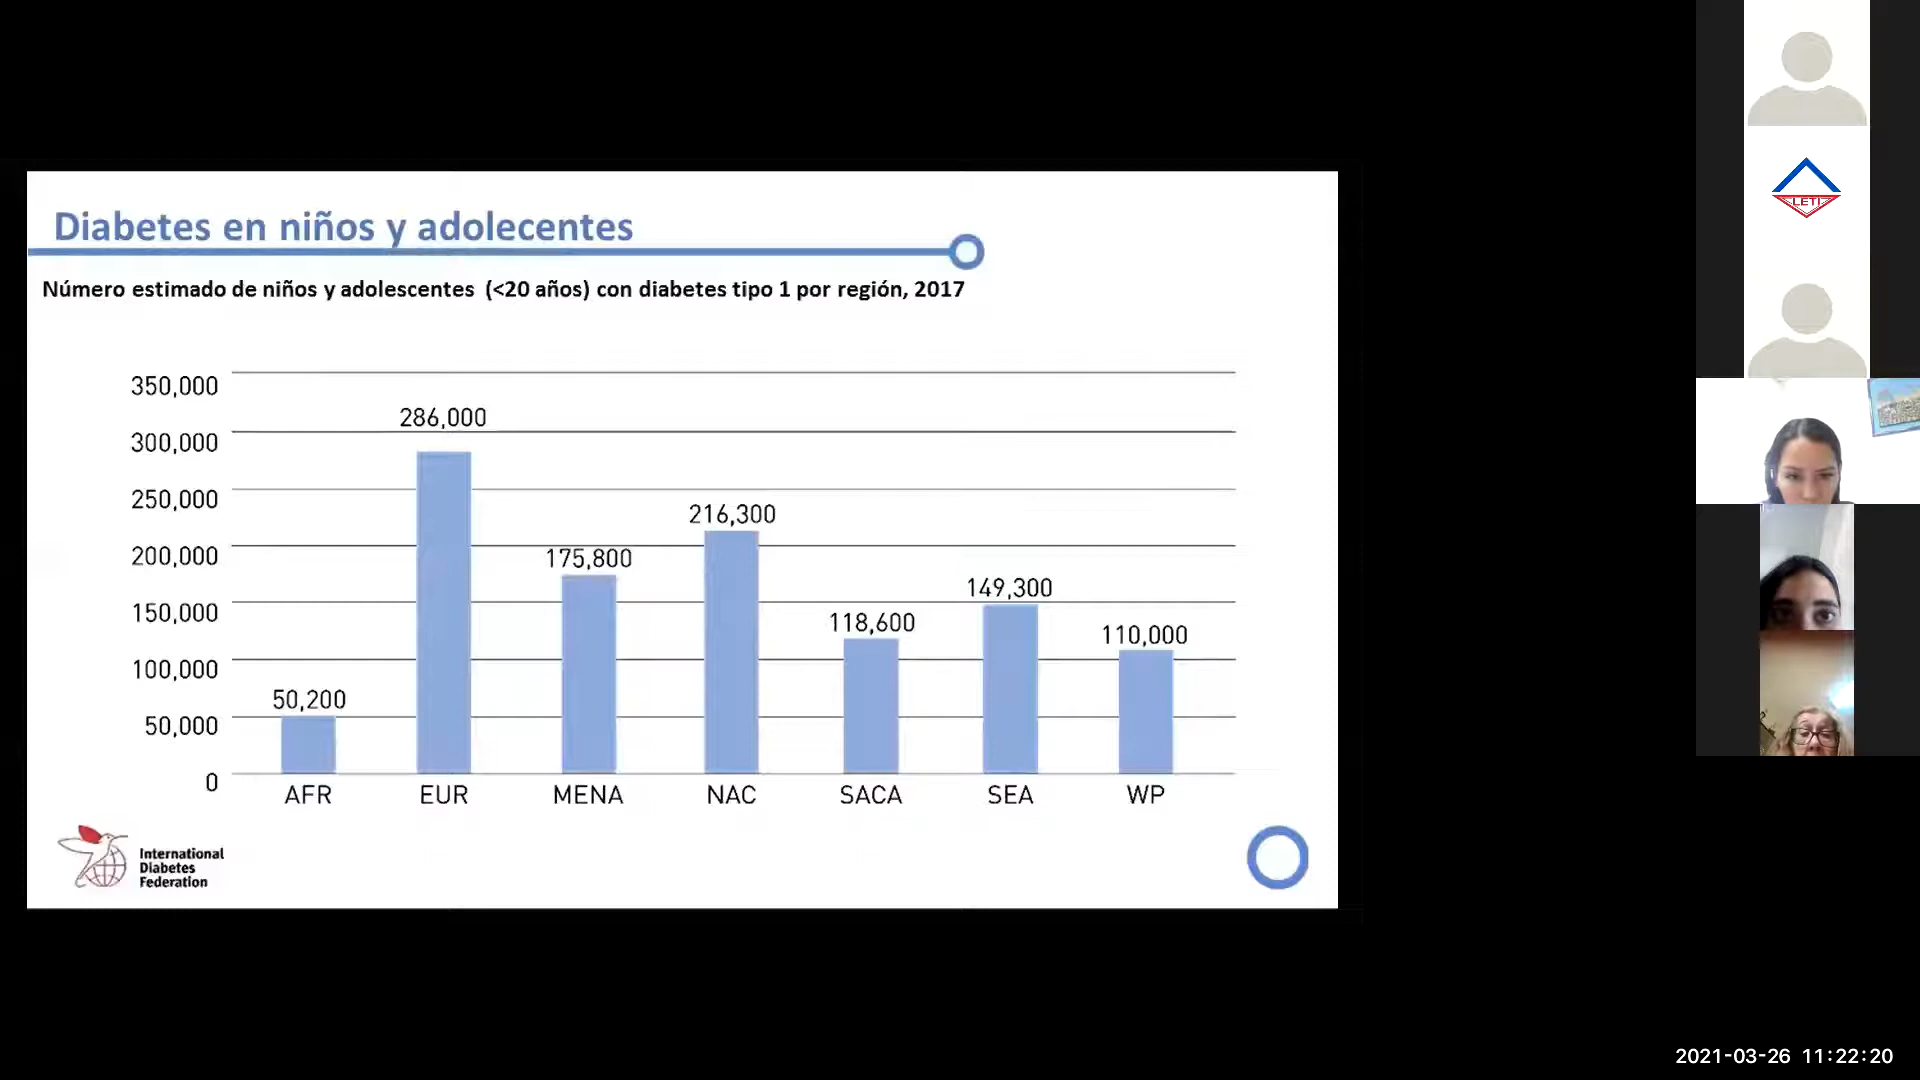 Diabetes en niños y adolecentes
Número estimado de niños y adolescentes (<20 años) con diabetes tipo 1 por región, 2017
350,000
300,000
250,000
200,000
150,000
100,000
50,000
0
50,200
286,000
175,800
216,300
118,600
149,300
110,000
AFR
EUR
MENA
NAC
SACA
SEA
WP
International
Diabetes
Federation
LETI
2021-03-26 11:22:20